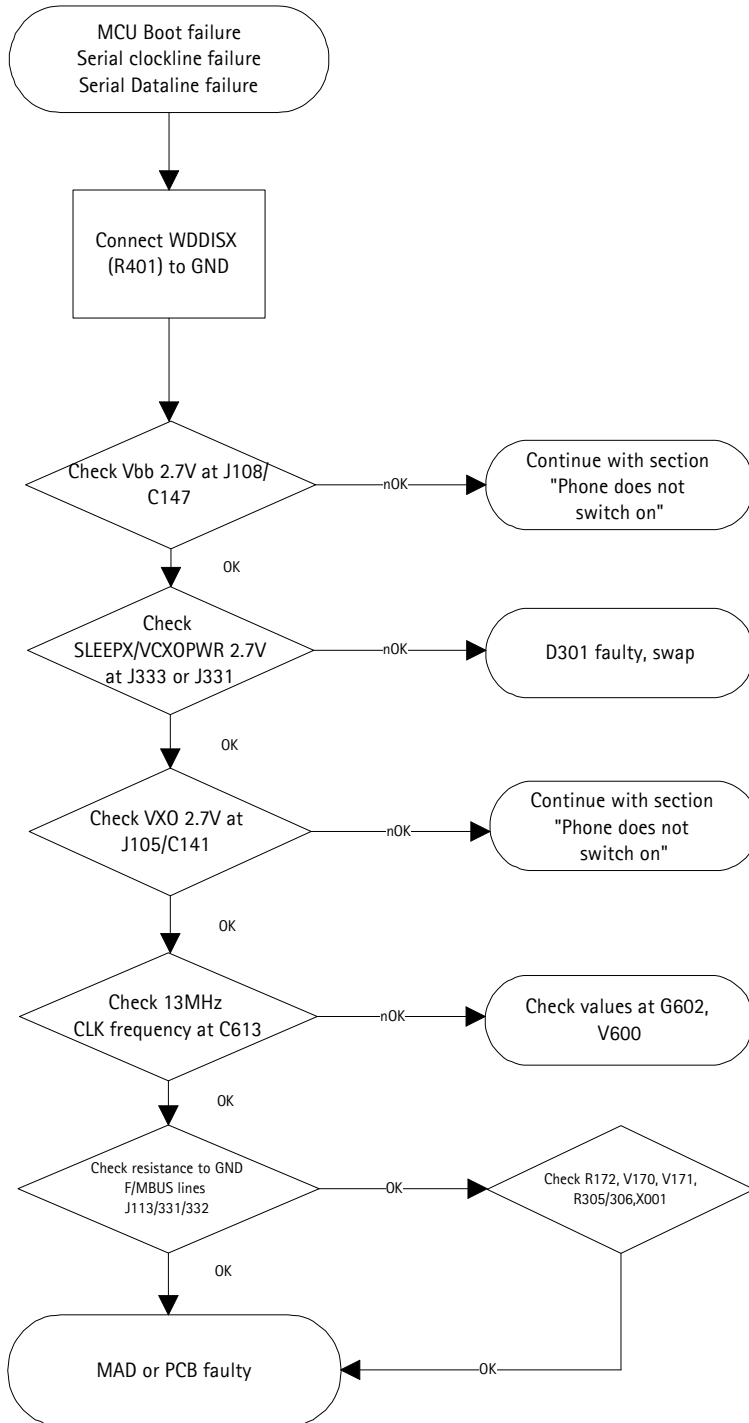 MCU Boot failure
Serial clockline failure
Serial Dataline failure
Connect WDDISX
(R401) to GND
Check Vbb 2.7V at J108/
C147
nOK
Continue with section
"Phone does not
switch on"
OK
Check
SLEEPX/VCXOPWR 2.7V
at J333 or J331
nOK
D301 faulty, swap
OK
Check VXO 2.7V at
J105/C141
nOK
Continue with section
"Phone does not
switch on"
OK
Check 13MHz
CLK frequency at C613
nOK
Check values at G602,
V600
OK
Check resistance to GND
F/MBUS lines
J113/331/332
OK
Check R172, V170, V171,
R305/306,X001
OK
MAD or PCB faulty
OK